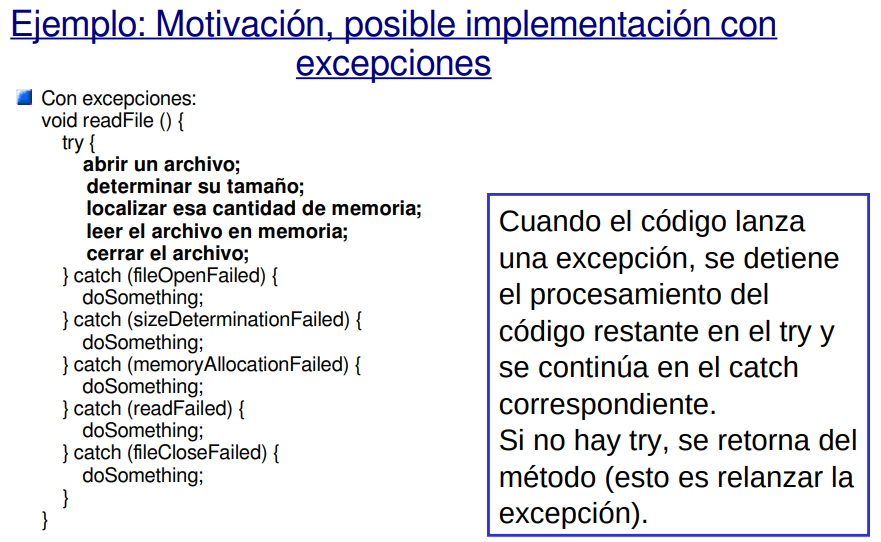 Ejemplo: Motivación, posible implementación con
excepciones
Con excepciones:
void readFile () {
try {
abrir un archivo;
determinar su tamaño;
localizar esa cantidad de memoria;
leer el archivo en memoria;
cerrar el archivo;
} catch (fileOpenFailed) {
doSomething;
} catch (sizeDeterminationFailed) {
doSomething;
} catch (memoryAllocationFailed) {
doSomething;
} catch (readFailed) {
doSomething;
} catch (fileCloseFailed) {
doSomething;
}
}
Cuando el código lanza
una excepción, se detiene
el procesamiento del
código restante en el try y
se continúa en el catch
correspondiente.
Si no hay try, se retorna del
método (esto es relanzar la
excepción).